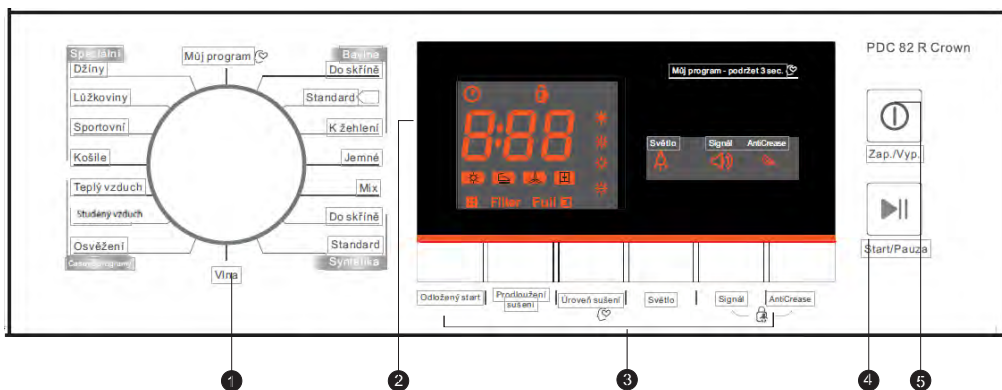 PDC 82 R Crown
Speciální
Můj program
Bavlna
Džíny
Do skříně
Lůžkoviny
Standard
Sportovní
K žehlení
Košile
Jemné
Teplý vzduch
Mix
Studený vzduch
Do skříně
Osvěžení
Standard
Syntetika
Vlna
Můj program - podržet 3 sec.
8:88
Filter Full
Světlo Signál AntiCrease
Zap./Vyp.
Start/Pauza
Odložený start
Prodloužení
sušení
Úroveň sušení
Světlo
Signál
AntiCrease
1 2 3 4 5